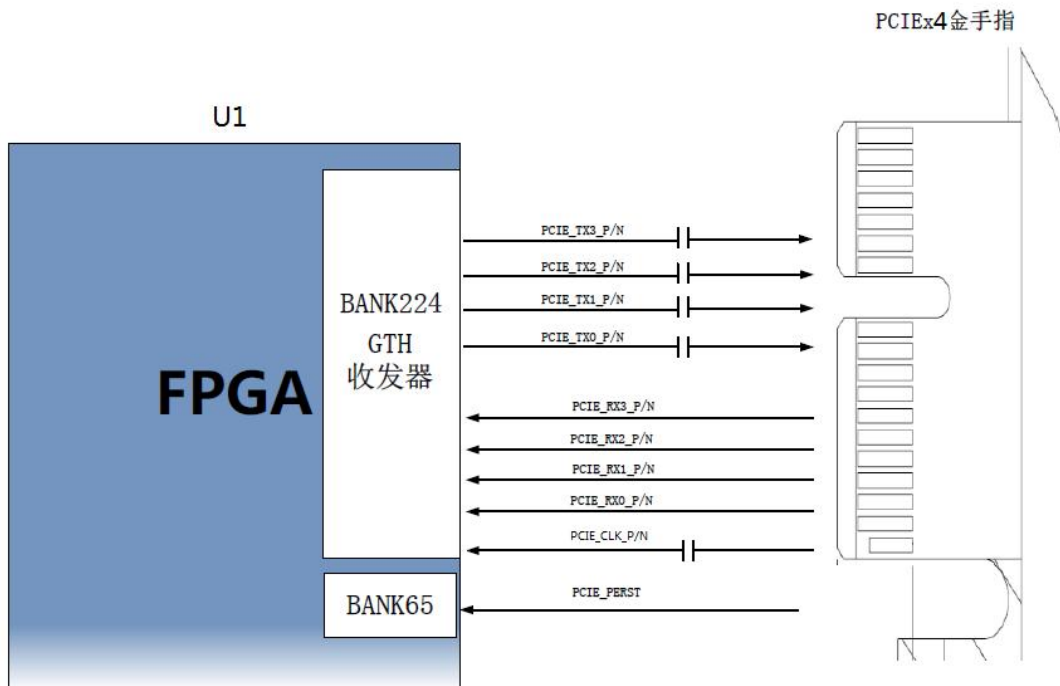 PCIEx4金手指
U1
PCIE_TX3_P/N
PCIE_TX2_P/N
PCIE_TX1_P/N
PCIE_TX0_P/N
BANK224
GTH
收发器
FPGA
PCIE_RX3_P/N
PCIE_RX2_P/N
PCIE_RX1_P/N
PCIE_RX0_P/N
PCIE_CLK_P/N
BANK65
PCIE_PERST